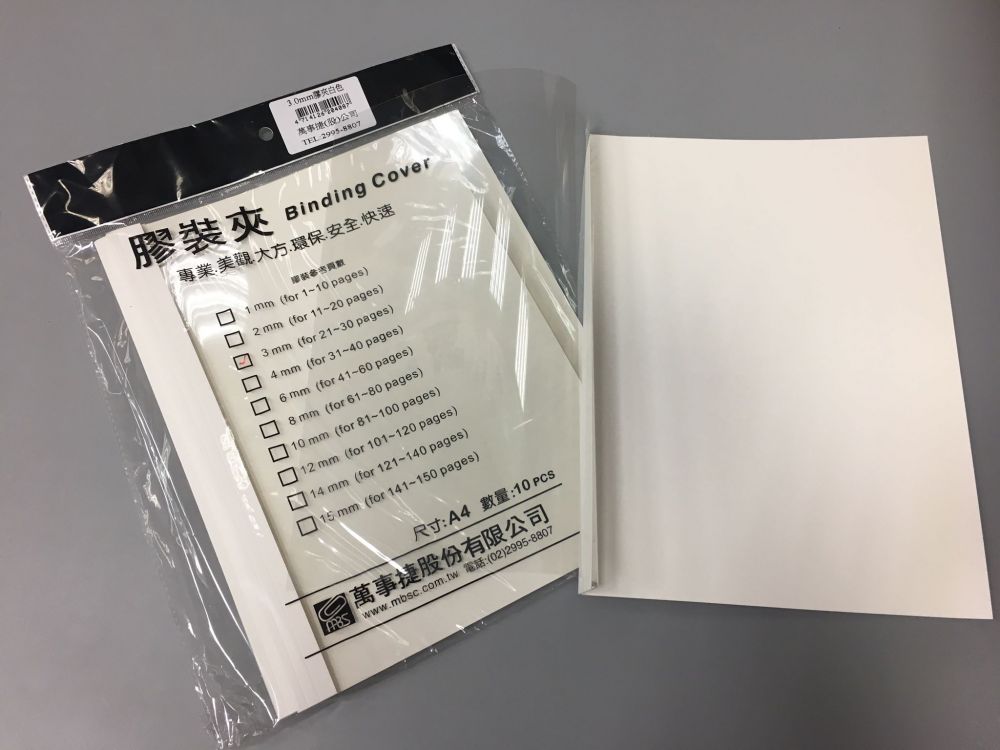 3.0mm膠夾白色
4 714128 204087
萬事捷(股)公司
TEL 2995-8807
膠裝夾 Binding Cover
專業.美觀.大方.環保.安全.快速
膠裝參考頁數
1 mm (for 1~10 pages)
2 mm (for 11~20 pages)
3 mm (for 21~30 pages)
4 mm (for 31~40 pages)
6 mm (for 41~60 pages)
8 mm (for 61~80 pages)
10 mm (for 81~100 pages)
12 mm (for 101~120 pages)
14 mm (for 121~140 pages)
15 mm (for 141~150 pages)
尺寸:A4 數量:10 PCS
萬事捷股份有限公司
www.mbsc.com.tw 電話:(02)2995-8807